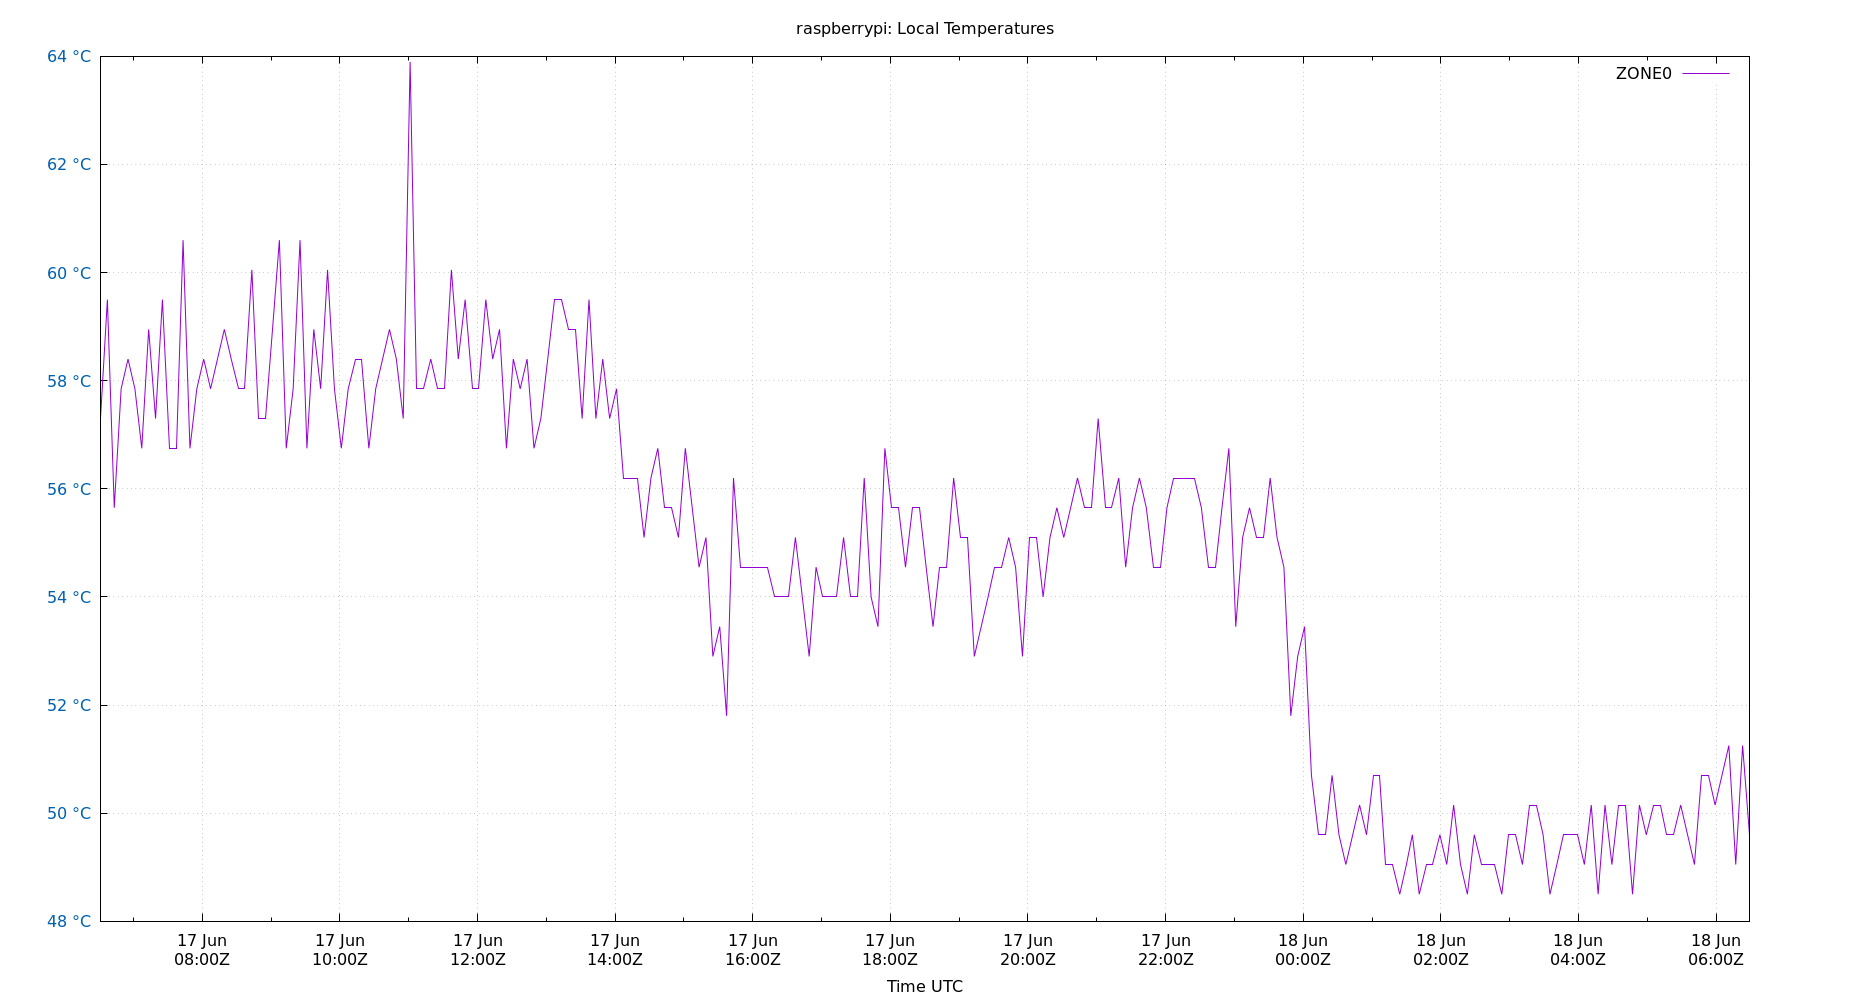 raspberrypi: Local Temperatures
64 °C
62 °C
60 °C
58 °C
56 °C
54 °C
52 °C
50 °C
48 °C
ZONE0
17 Jun 17 Jun 17 Jun 17 Jun 17 Jun 17 Jun 17 Jun 17 Jun 18 Jun 18 Jun 18 Jun 18 Jun
08:00Z 10:00Z 12:00Z 14:00Z 16:00Z 18:00Z 20:00Z 22:00Z 00:00Z 02:00Z 04:00Z 06:00Z
Time UTC